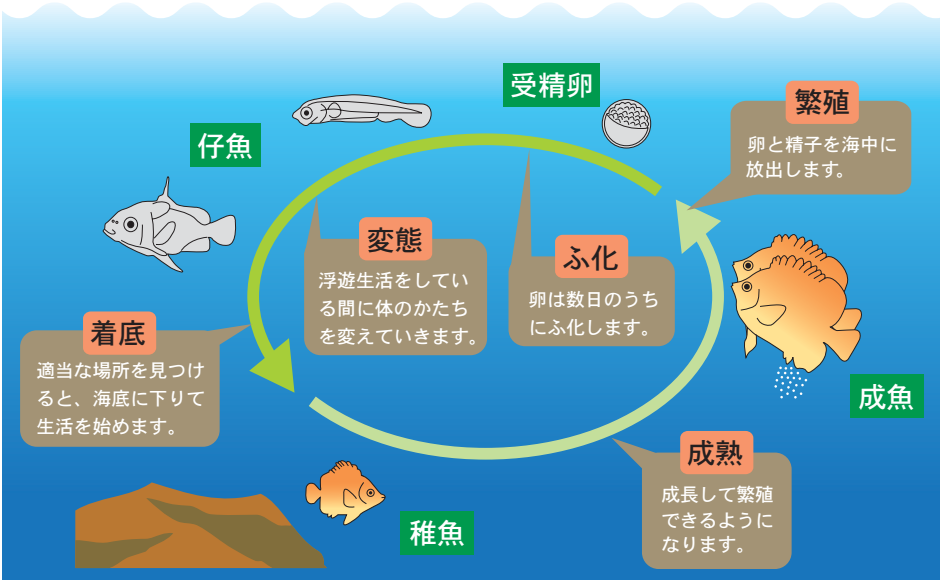 受精卵
繁殖
卵と精子を海中に
放出します。
仔魚
変態
浮遊生活をしてい
る間に体のかたち
を変えていきます。
ふ化
卵は数日のうち
にふ化します。
着底
適当な場所を見つけ
ると、海底に下りて
生活を始めます。
成魚
成熟
成長して繁殖
できるように
なります。
稚魚